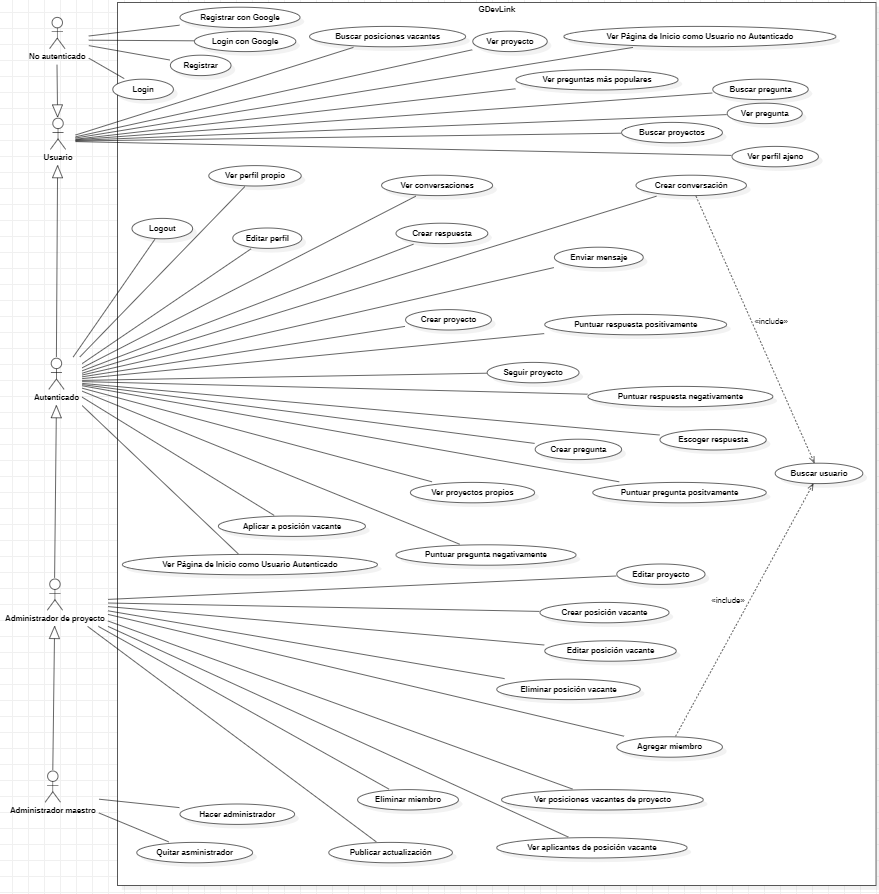 GDevLink
Registrar con Google
Login con Google
Registrar
Login
Buscar posiciones vacantes
Ver proyecto
Ver Página de Inicio como Usuario no Autenticado
No autenticado
Ver preguntas más populares
Buscar pregunta
Ver pregunta
Buscar proyectos
Ver perfil ajeno
Usuario
Ver perfil propio
Ver conversaciones
Crear conversación
Logout
Editar perfil
Crear respuesta
Enviar mensaje
Crear proyecto
Puntuar respuesta positivamente
«include»
Seguir proyecto
Autenticado
Puntuar respuesta negativamente
Escoger respuesta
Crear pregunta
Buscar usuario
Ver proyectos propios
Puntuar pregunta positvamente
Aplicar a posición vacante
Puntuar pregunta negativamente
Ver Página de Inicio como Usuario Autenticado
Editar proyecto
«include»
Crear posición vacante
Administrador de proyecto
Editar posición vacante
Eliminar posición vacante
Agregar miembro
Eliminar miembro
Ver posiciones vacantes de proyecto
Administrador maestro
Hacer administrador
Quitar asministrador
Publicar actualización
Ver aplicantes de posición vacante